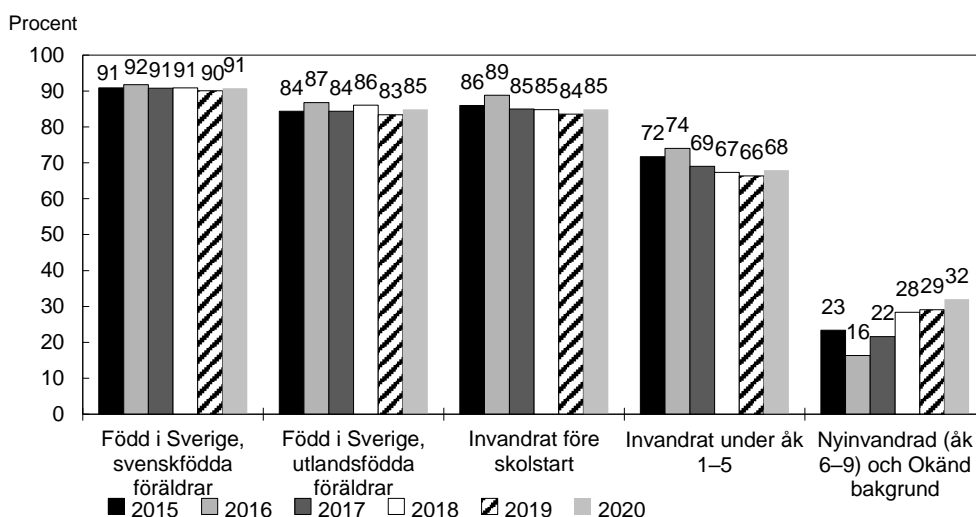 Procent
100
90
80
70
60
50
40
30
20
10
0
91 92 91 91 90 91
84 87 84 86 83 85
86 89 85 85 84 85
72 74 69 67 66 68
23 16 22 28 29 32
Född i Sverige,
svenskfödda
föräldrar
Född i Sverige,
utlandsfödda
föräldrar
Invandrat före
skolstart
Invandrat under åk
1–5
Nyinvandrad (åk
6–9) och Okänd
bakgrund
2015 2016 2017 2018 2019 2020